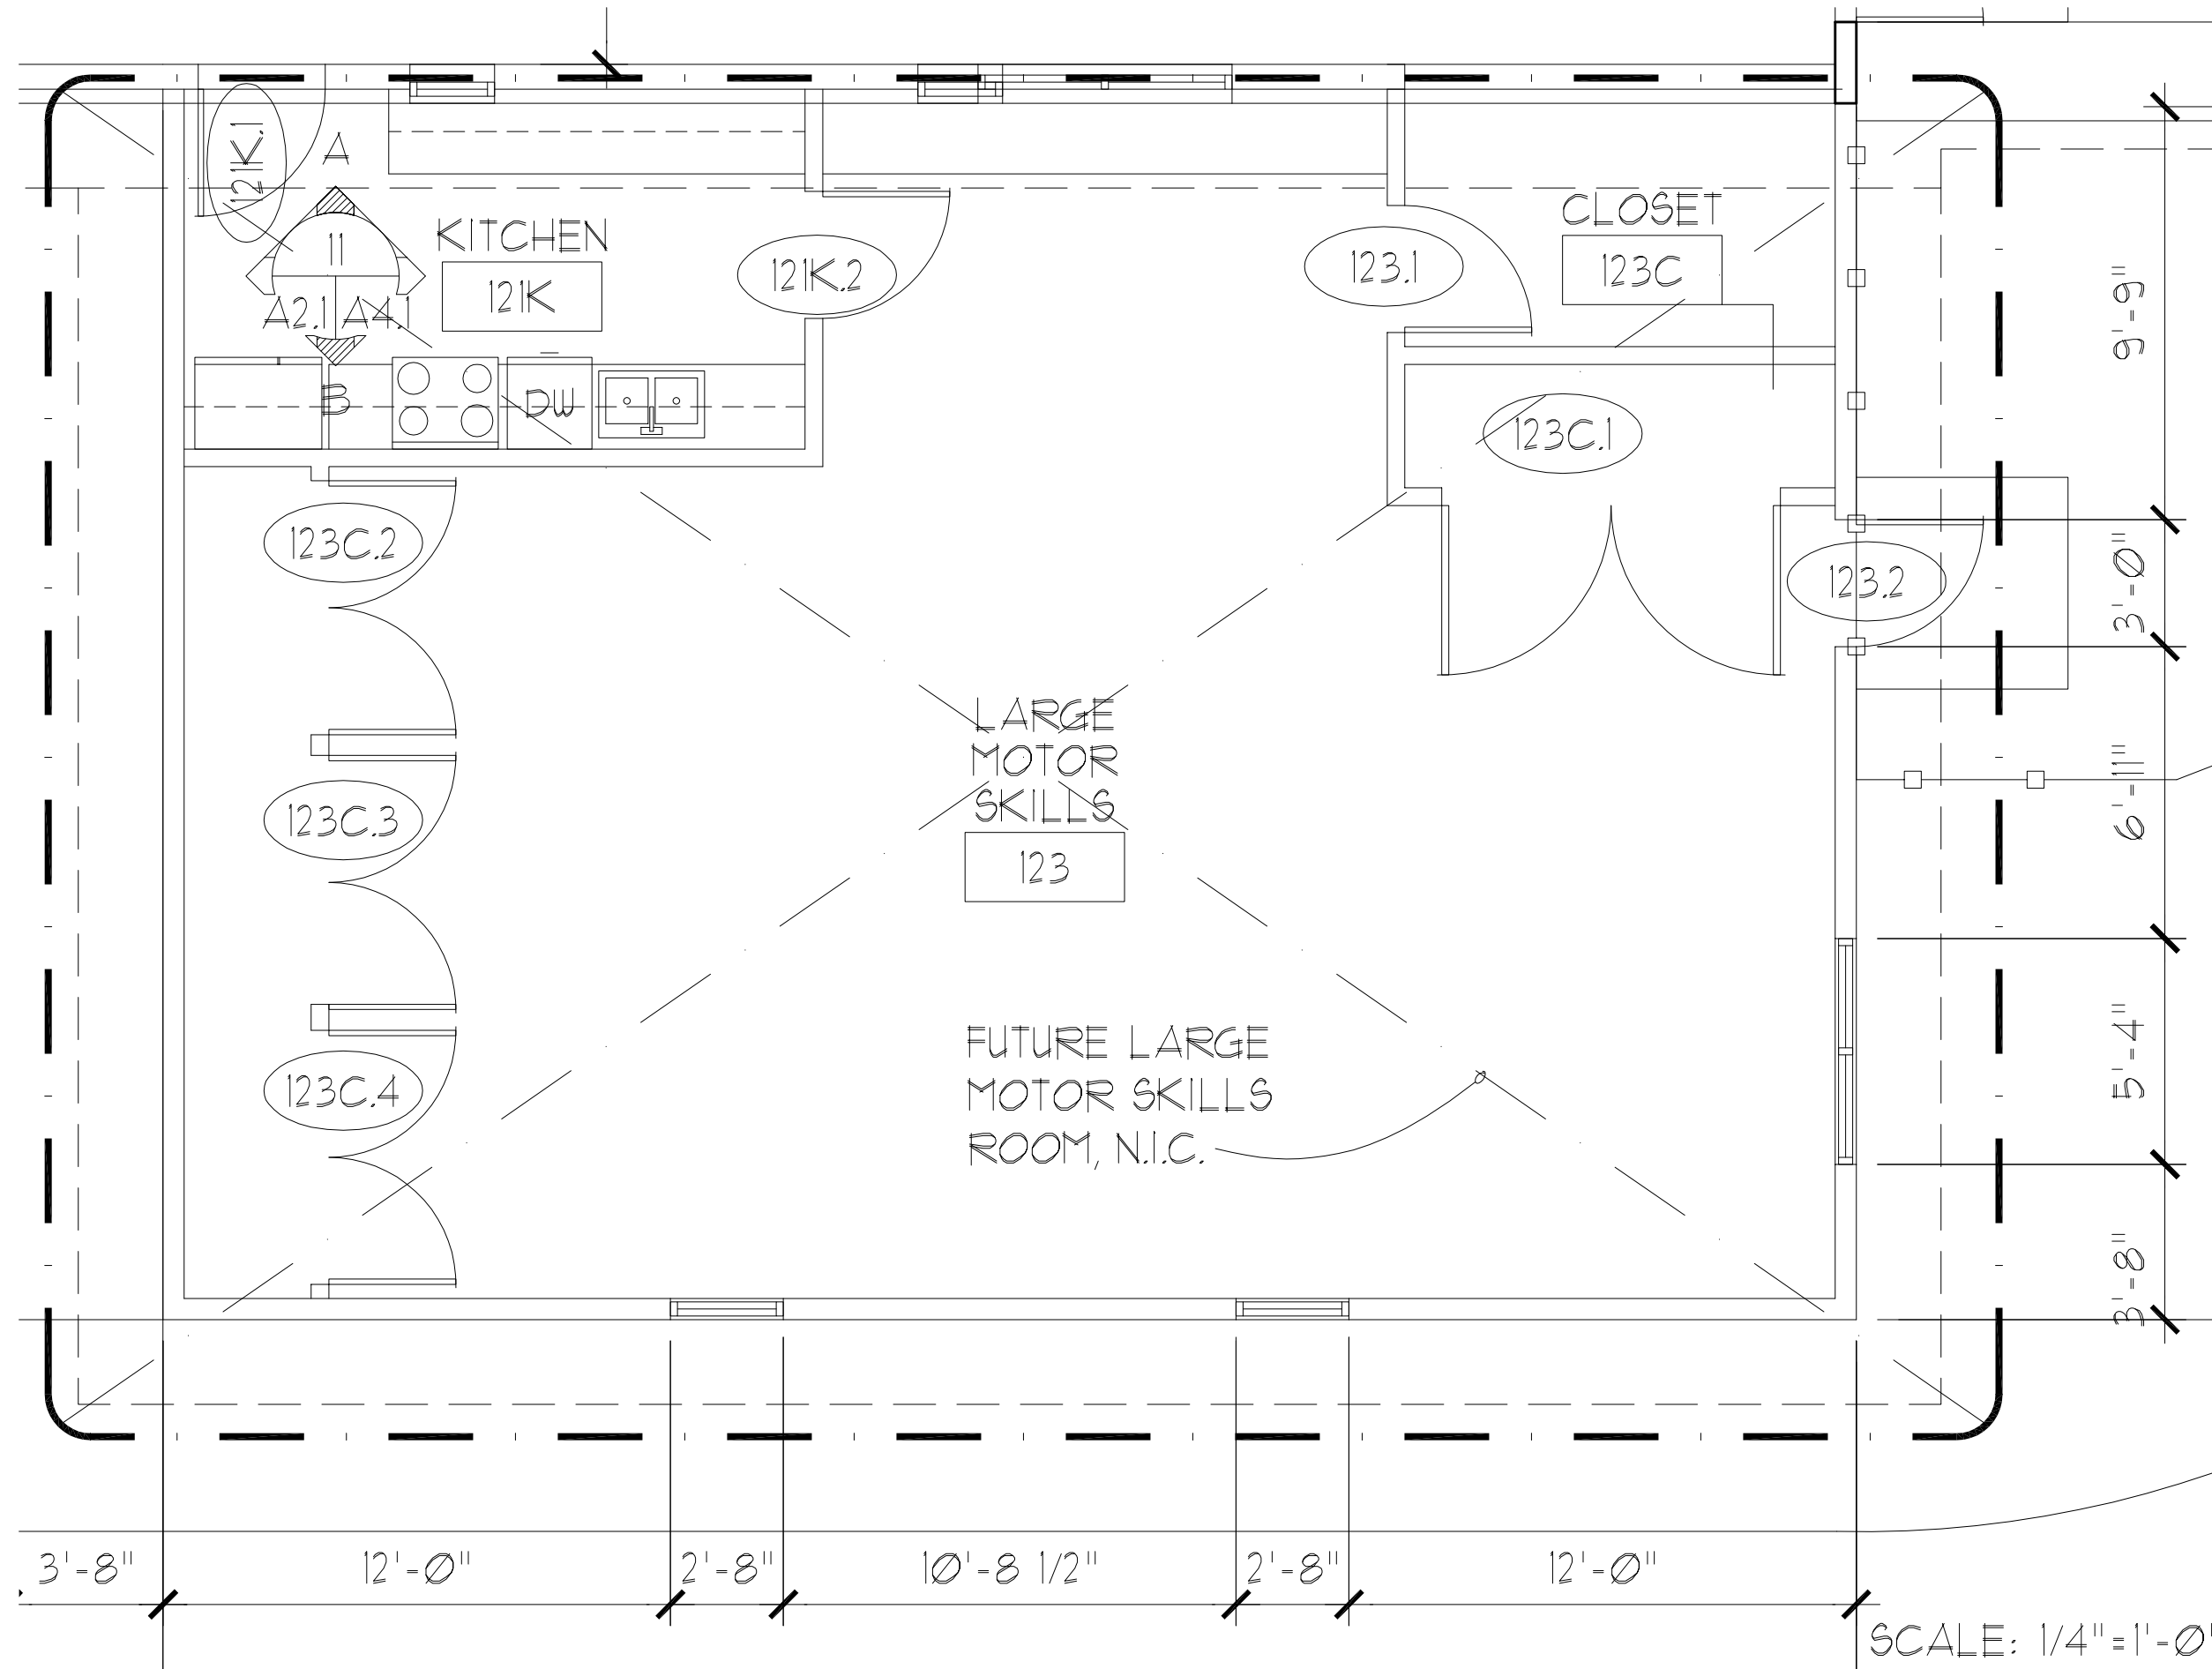 121K.1
A
KITCHEN
121K
11
A2.1 A4.1
B
DW
121K.2
123.1
CLOSET
123C
123C.1
123C.2
123.2
LARGE
MOTOR
SKILLS
123
123C.3
123C.4
FUTURE LARGE
MOTOR SKILLS
ROOM, N.I.C.
9'-9"
3'-0"
6'-11"
5'-4"
3'-8"
3'-8"
12'-0"
2'-8"
10'-8 1/2"
2'-8"
12'-0"
SCALE: 1/4"=1'-0"